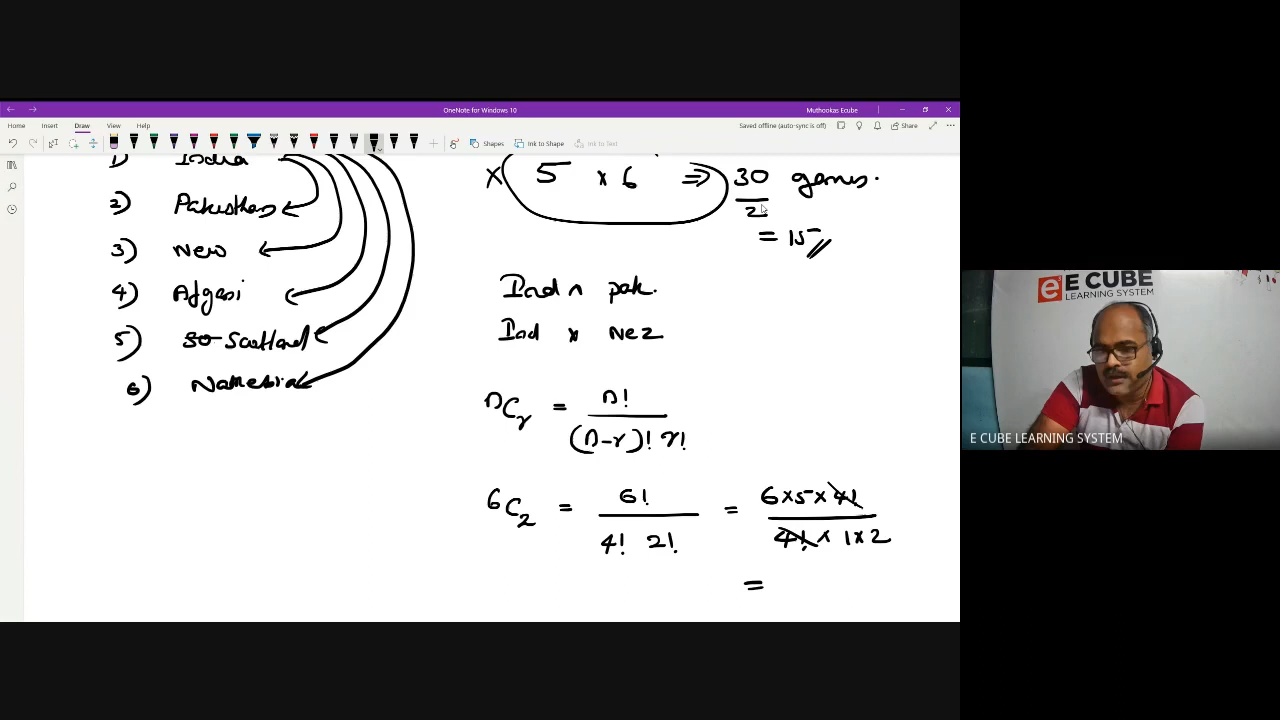 OneNote for Windows 10
Muthookas Ecube
Home Insert Draw View Help
Saved offline (auto-sync is off)
Share
Shapes
Ink to Shape
Ink to Text
1) India
2) Pakisthan
3) New
4) Afgani
5) so Scotland
6) Namebia
x 5 x 6 ⇒ 30 games.
2
= 15
Ind n pak.
Ind x Nez
nCr = n! / (n-r)! r!
6C2 = 6! / 4! 2! = 6x5x4! / 4! x 1x2
=
E CUBE
LEARNING SYSTEM
E CUBE LEARNING SYSTEM